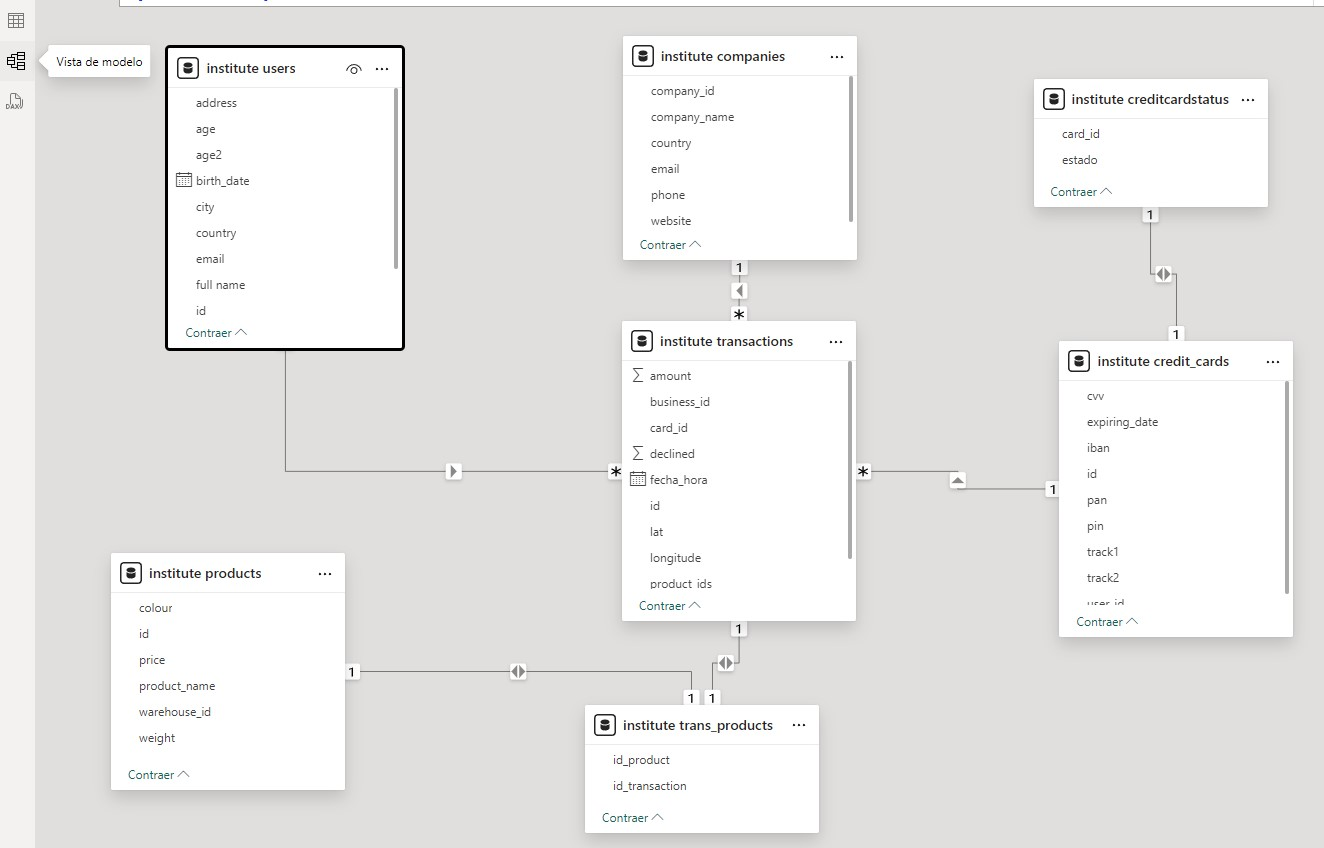 Vista de modelo
institute users
address
age
age2
birth_date
city
country
email
full name
id
Contraer
institute companies
company_id
company_name
country
email
phone
website
Contraer
institute creditcardstatus
card_id
estado
Contraer
1
1
*
1
1
institute transactions
amount
business_id
card_id
declined
fecha_hora
id
lat
longitude
product_ids
Contraer
institute credit_cards
cvv
expiring_date
iban
id
pan
pin
track1
track2
user_id
Contraer
*
*
1
institute products
colour
id
price
product_name
warehouse_id
weight
Contraer
1
1
1
1
institute trans_products
id_product
id_transaction
Contraer
DAX